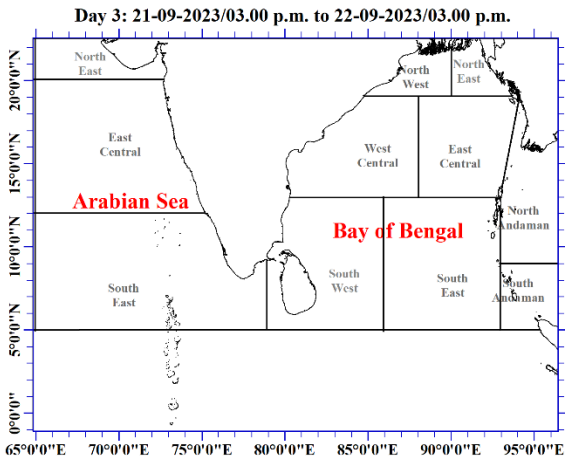 Day 3: 21-09-2023/03.00 p.m. to 22-09-2023/03.00 p.m.
North
East
North
West
North
East
20°0'0"N
East
Central
West
Central
East
Central
15°0'0"N
Arabian Sea
Bay of Bengal
North
Andaman
10°0'0"N
South
East
South
West
South
East
South
Andaman
5°0'0"N
0°0'0"
65°0'0"E 70°0'0"E 75°0'0"E 80°0'0"E 85°0'0"E 90°0'0"E 95°0'0"E